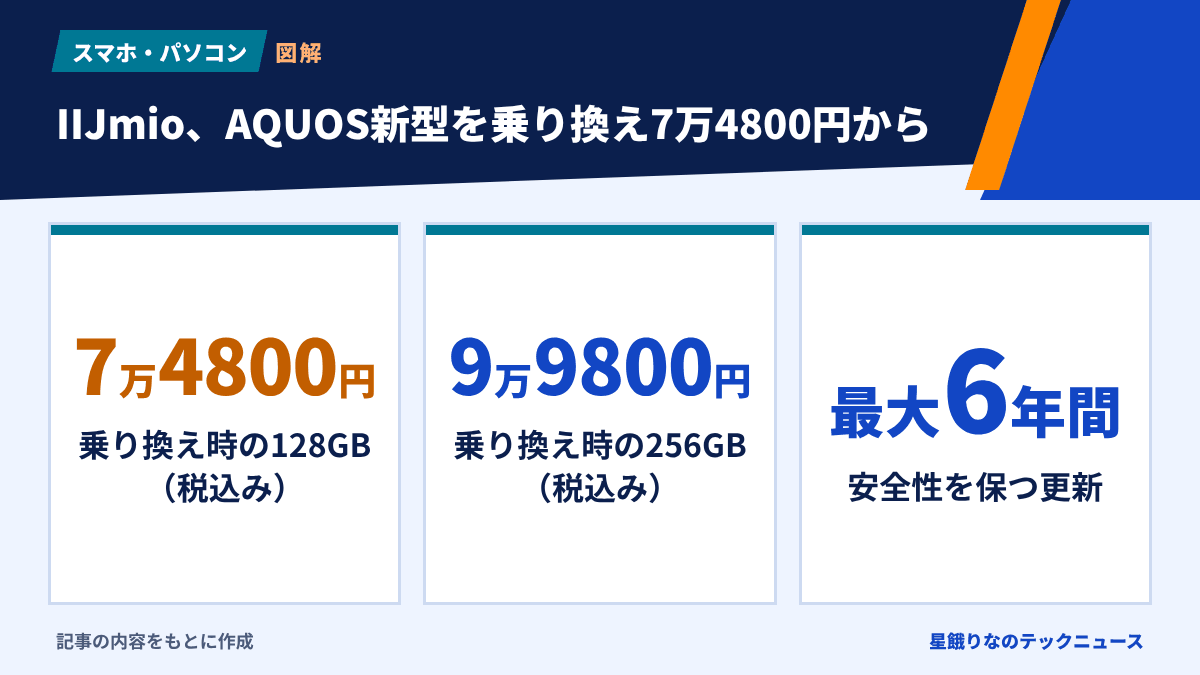 スマホ・パソコン 図解
IIJmio、AQUOS新型を乗り換え7万4800円から
7万4800円
乗り換え時の128GB
（税込み）
9万9800円
乗り換え時の256GB
（税込み）
最大6年間
安全性を保つ更新
記事の内容をもとに作成
星餓りなのテックニュース